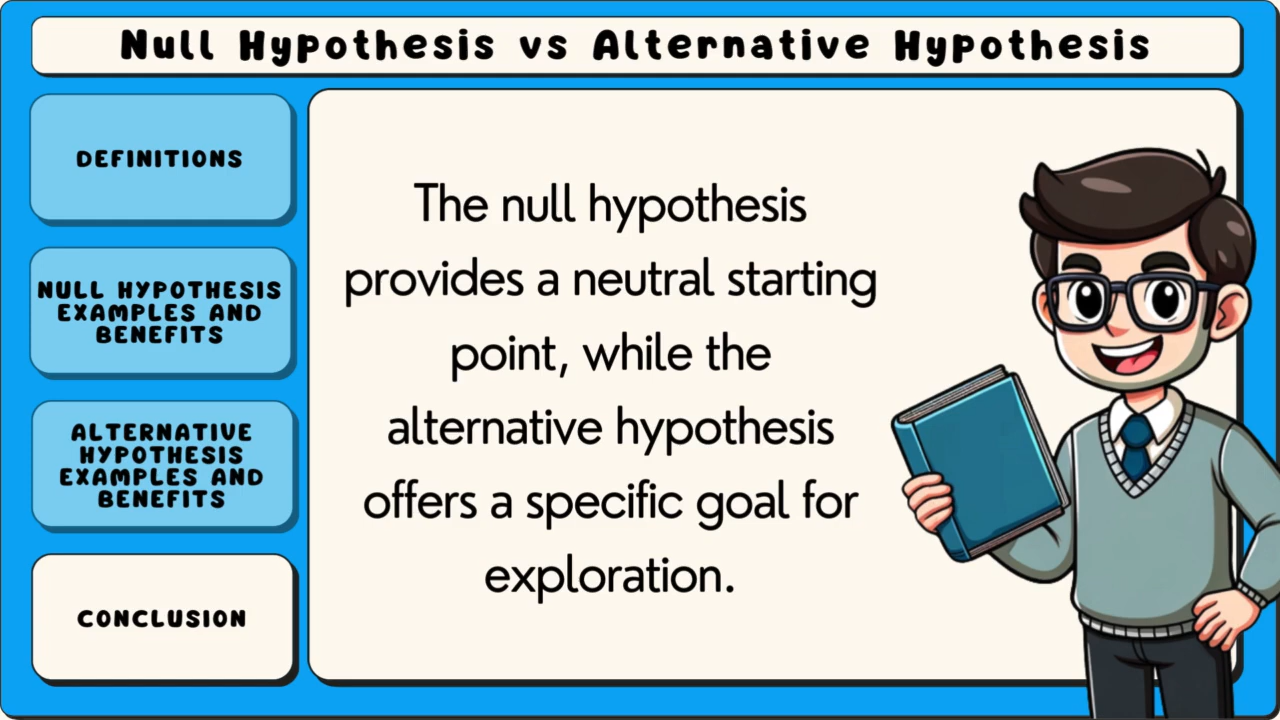 Null Hypothesis vs Alternative Hypothesis
DEFINITIONS
NULL HYPOTHESIS
EXAMPLES AND
BENEFITS
ALTERNATIVE
HYPOTHESIS
EXAMPLES AND
BENEFITS
CONCLUSION
The null hypothesis
provides a neutral starting
point, while the
alternative hypothesis
offers a specific goal for
exploration.